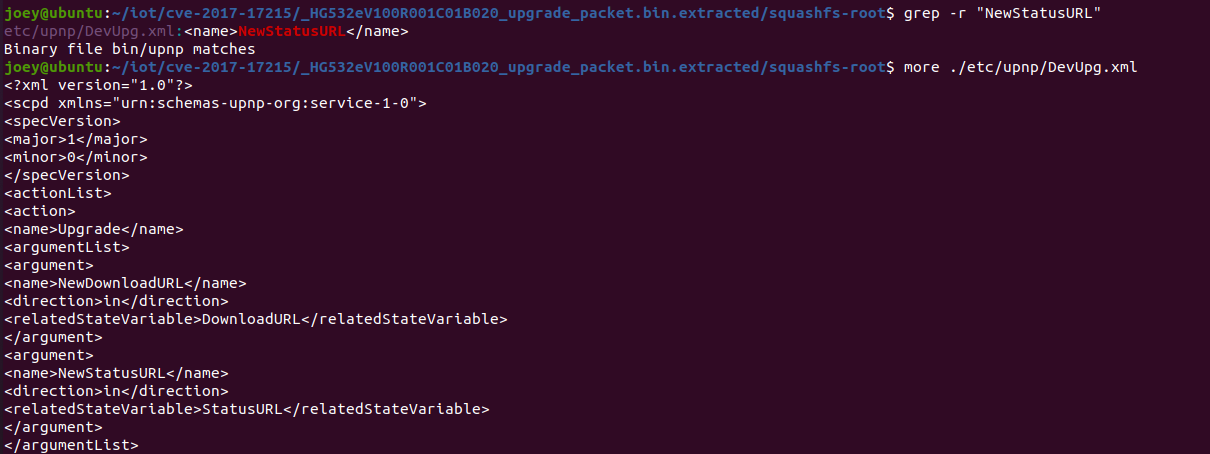 joey@ubuntu:~/iot/cve-2017-17215/_HG532eV100R001C01B020_upgrade_packet.bin.extracted/squashfs-root$ grep -r "NewStatusURL"
etc/upnp/DevUpg.xml:<name>NewStatusURL</name>
Binary file bin/upnp matches
joey@ubuntu:~/iot/cve-2017-17215/_HG532eV100R001C01B020_upgrade_packet.bin.extracted/squashfs-root$ more ./etc/upnp/DevUpg.xml
<?xml version="1.0"?>
<scpd xmlns="urn:schemas-upnp-org:service-1-0">
<specVersion>
<major>1</major>
<minor>0</minor>
</specVersion>
<actionList>
<action>
<name>Upgrade</name>
<argumentList>
<argument>
<name>NewDownloadURL</name>
<direction>in</direction>
<relatedStateVariable>DownloadURL</relatedStateVariable>
</argument>
<argument>
<name>NewStatusURL</name>
<direction>in</direction>
<relatedStateVariable>StatusURL</relatedStateVariable>
</argument>
</argumentList>